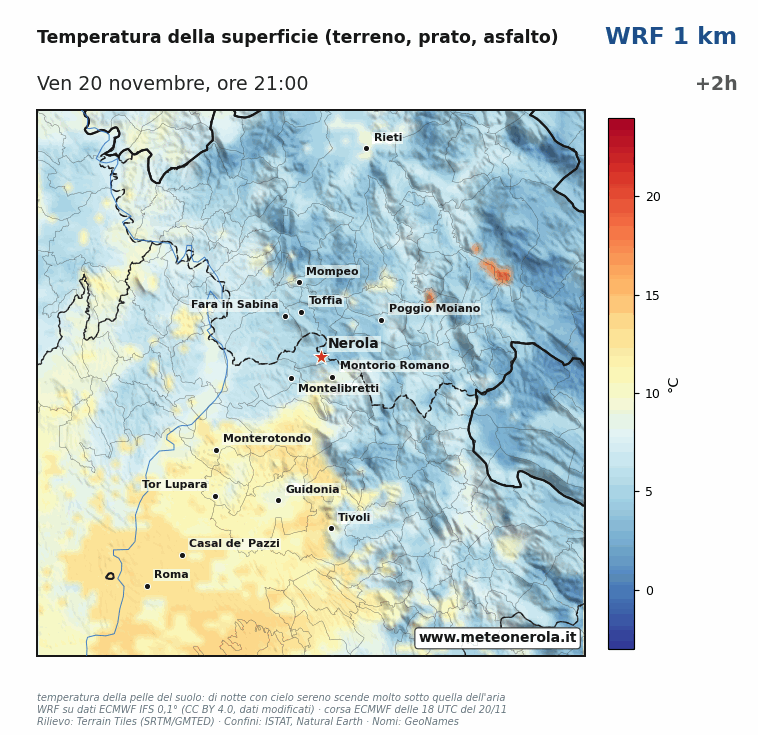 Temperatura della superficie (terreno, prato, asfalto)
WRF 1 km
Ven 20 novembre, ore 21:00
+2h
Rieti
Mompeo
Fara in Sabina
Toffia
Poggio Moiano
Nerola
Montorio Romano
Montelibretti
Monterotondo
Tor Lupara
Guidonia
Tivoli
Casal de' Pazzi
Roma
www.meteonerola.it
20
15
10
5
0
°C
temperatura della pelle del suolo: di notte con cielo sereno scende molto sotto quella dell'aria
WRF su dati ECMWF IFS 0,1° (CC BY 4.0, dati modificati) · corsa ECMWF delle 18 UTC del 20/11
Rilievo: Terrain Tiles (SRTM/GMTED) · Confini: ISTAT, Natural Earth · Nomi: GeoNames